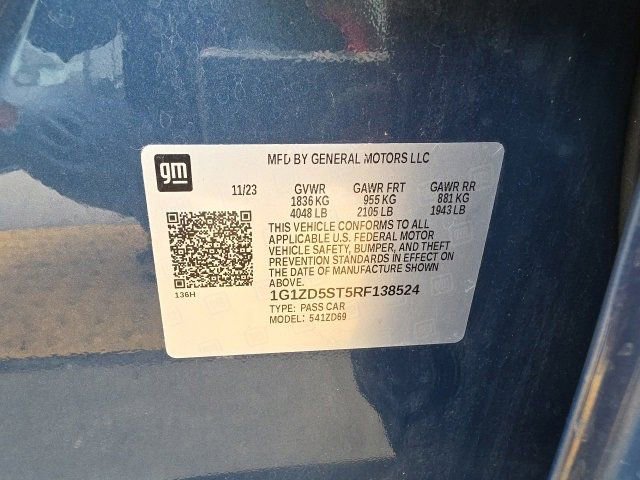 gm
MFD BY GENERAL MOTORS LLC
11/23 GVWR GAWR FRT GAWR RR
1836 KG 955 KG 881 KG
4048 LB 2105 LB 1943 LB
THIS VEHICLE CONFORMS TO ALL
APPLICABLE U.S. FEDERAL MOTOR
VEHICLE SAFETY, BUMPER, AND THEFT
PREVENTION STANDARDS IN EFFECT ON
THE DATE OF MANUFACTURE SHOWN
ABOVE.
136H
1G1ZD5ST5RF138524
TYPE: PASS CAR
MODEL: 541ZD69